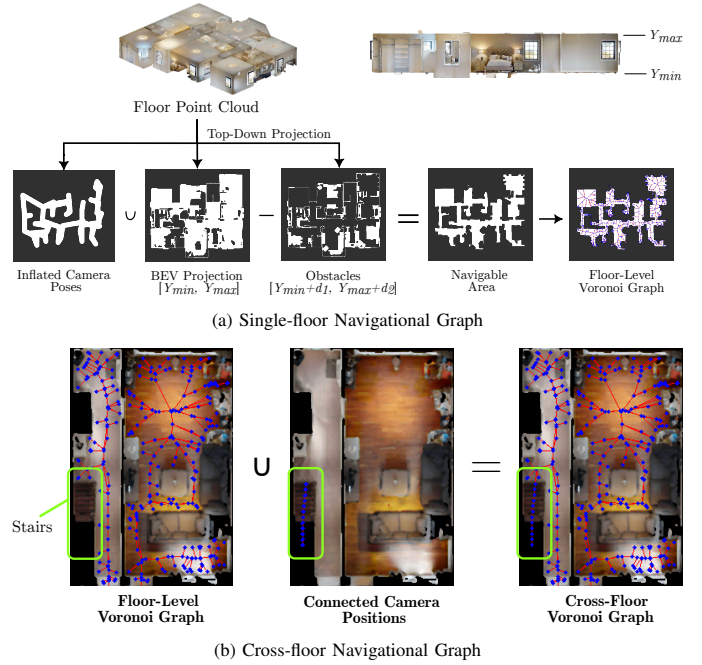 Y_max
Y_min
Floor Point Cloud
Top-Down Projection
∪
−
=
Inflated Camera
Poses
BEV Projection
[Y_min, Y_max]
Obstacles
[Y_min+d_1, Y_max+d_2]
Navigable
Area
Floor-Level
Voronoi Graph
(a) Single-floor Navigational Graph
Stairs
∪
=
Floor-Level
Voronoi Graph
Connected Camera
Positions
Cross-Floor
Voronoi Graph
(b) Cross-floor Navigational Graph